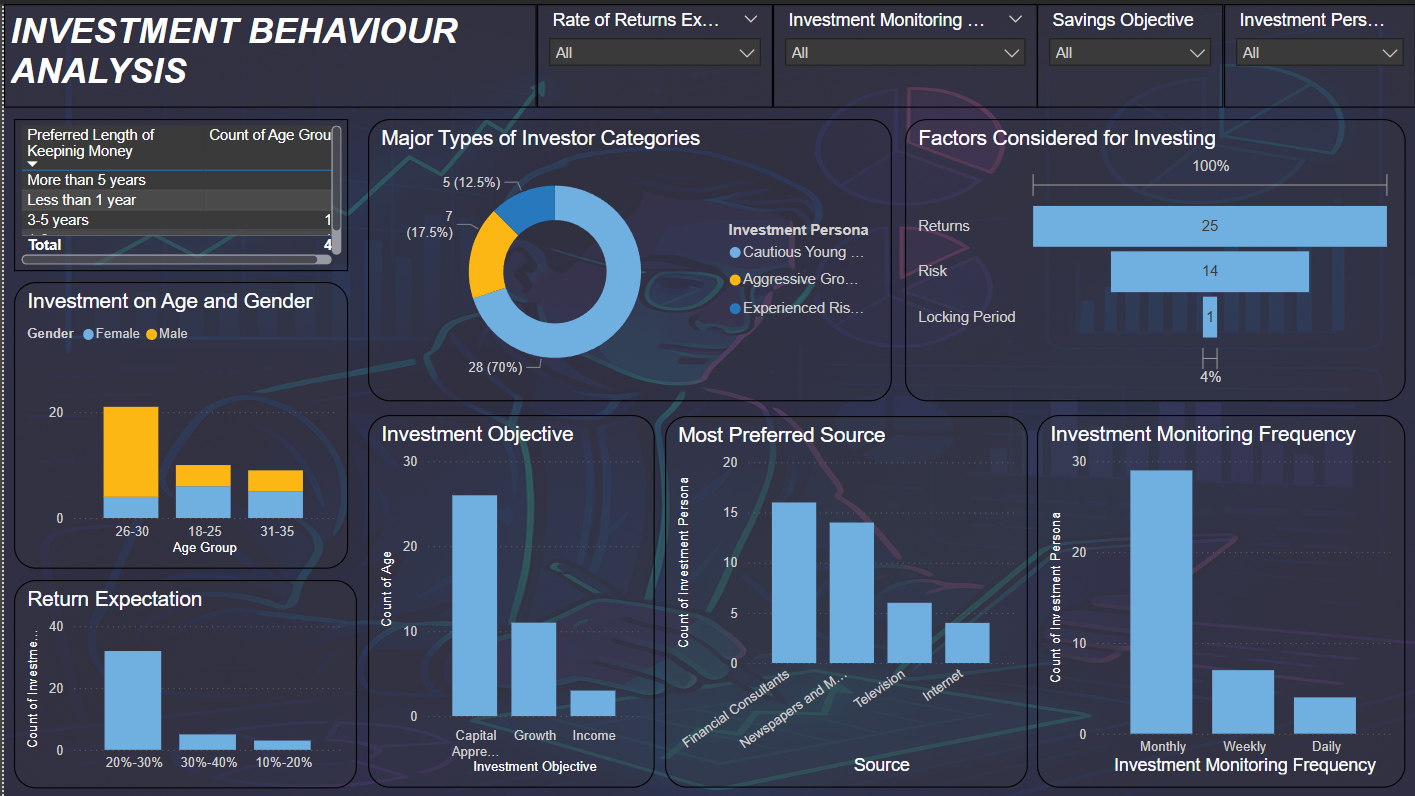 INVESTMENT BEHAVIOUR
ANALYSIS
Rate of Returns Ex...
All
Investment Monitoring ...
All
Savings Objective
All
Investment Pers...
All
Preferred Length of
Keepinig Money
Count of Age Grou
More than 5 years
Less than 1 year
3-5 years 1
Total 4
Major Types of Investor Categories
5 (12.5%)
7
(17.5%)
28 (70%)
Investment Persona
Cautious Young ...
Aggressive Gro...
Experienced Ris...
Factors Considered for Investing
100%
Returns 25
Risk 14
Locking Period 1
4%
Investment on Age and Gender
Gender Female Male
20
0
26-30 18-25 31-35
Age Group
Return Expectation
Count of Investme...
40
20
0
20%-30% 30%-40% 10%-20%
Investment Objective
Count of Age
30
20
10
0
Capital
Appre...
Growth
Income
Investment Objective
Most Preferred Source
Count of Investment Persona
20
15
10
5
0
Financial Consultants
Newspapers and M...
Television
Internet
Source
Investment Monitoring Frequency
Count of Investment Persona
30
20
10
0
Monthly Weekly Daily
Investment Monitoring Frequency